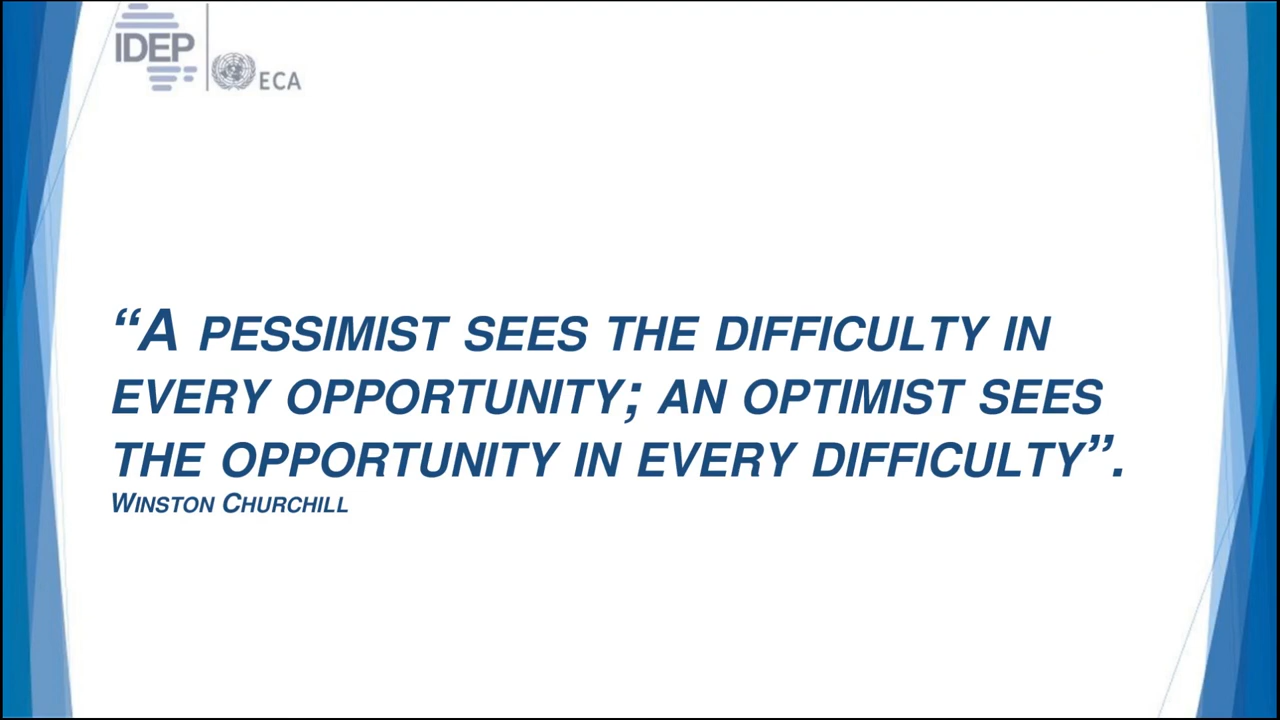 IDEP
ECA
“A PESSIMIST SEES THE DIFFICULTY IN
EVERY OPPORTUNITY; AN OPTIMIST SEES
THE OPPORTUNITY IN EVERY DIFFICULTY”.
WINSTON CHURCHILL